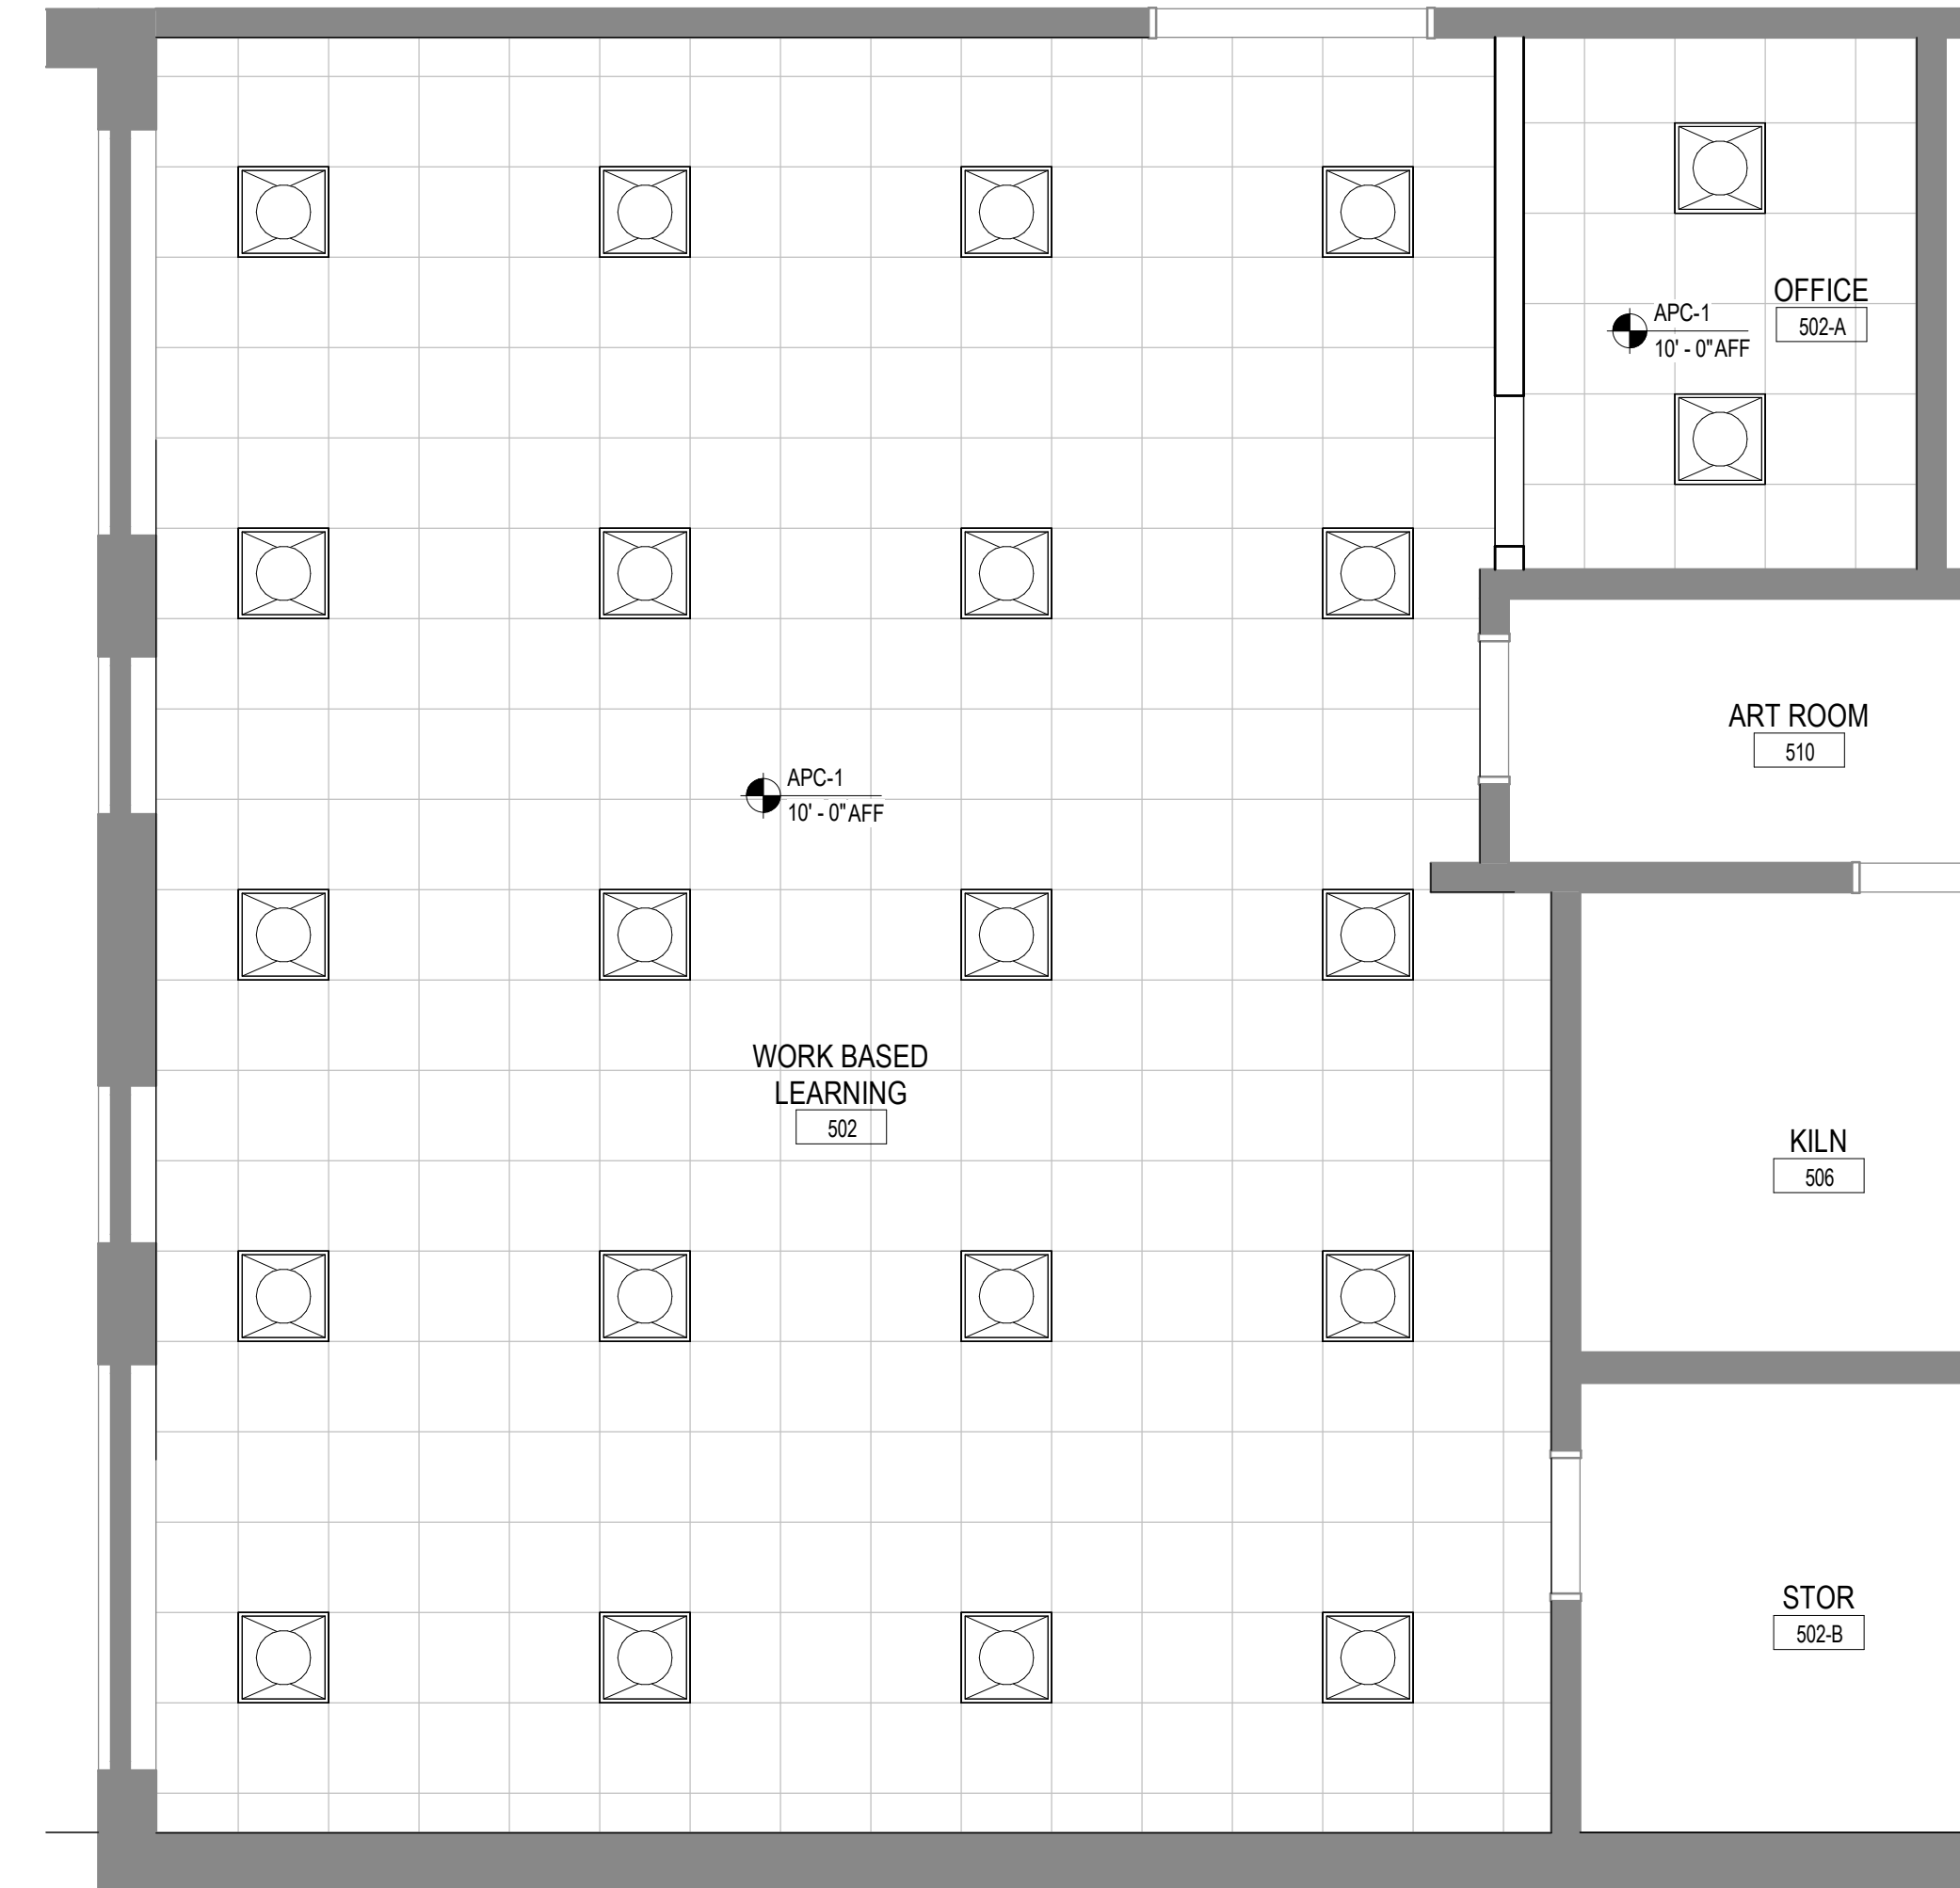 OFFICE
502-A
APC-1
10' - 0" AFF
ART ROOM
510
APC-1
10' - 0" AFF
WORK BASED
LEARNING
502
KILN
506
STOR
502-B